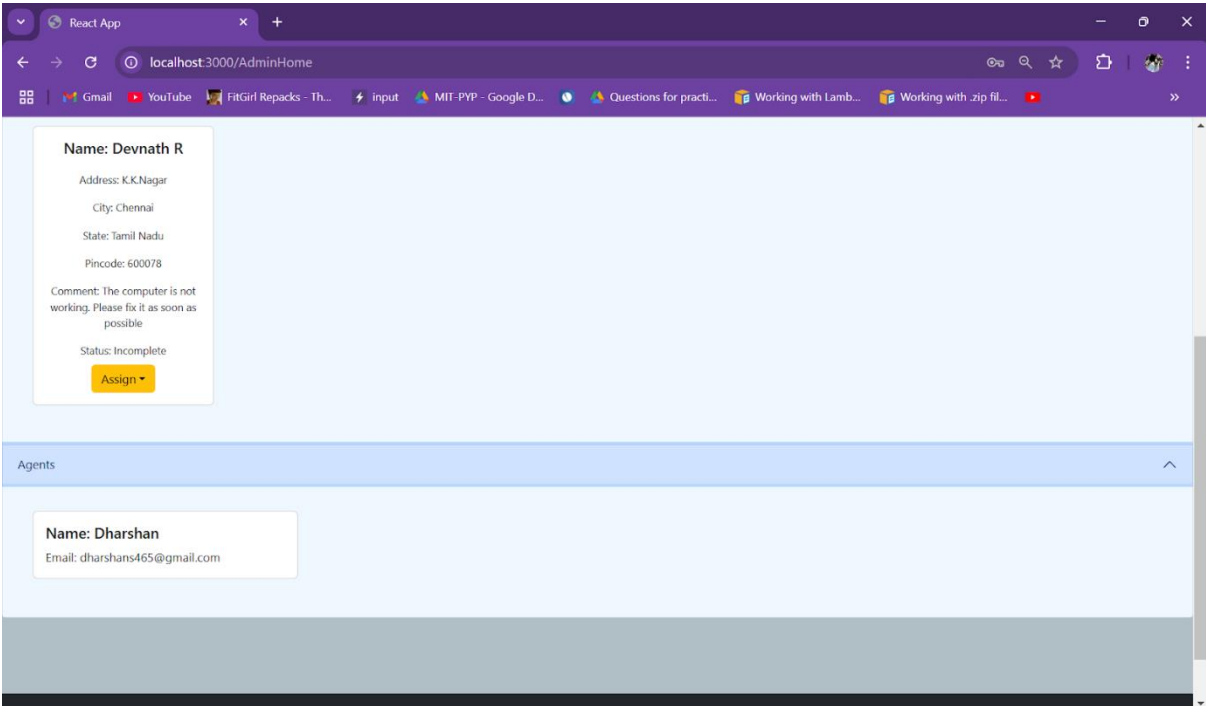 React App
localhost:3000/AdminHome
Gmail YouTube FitGirl Repacks - Th... input MIT-PYP - Google D... Questions for practi... Working with Lamb... Working with .zip fil...
Name: Devnath R
Address: K.K.Nagar
City: Chennai
State: Tamil Nadu
Pincode: 600078
Comment: The computer is not
working. Please fix it as soon as
possible
Status: Incomplete
Assign
Agents
Name: Dharshan
Email: dharshans465@gmail.com